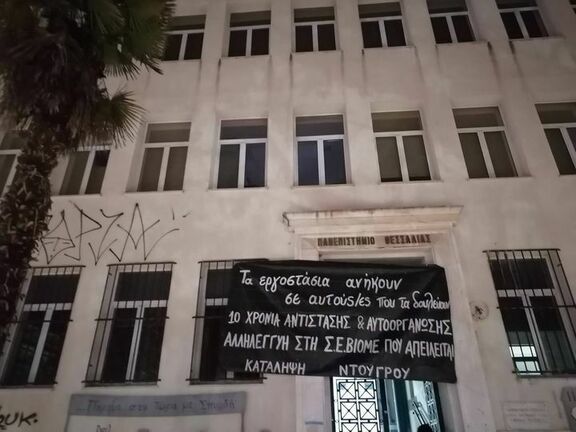 ΠΑΝΕΠΙΣΤΗΜΙΟ ΘΕΣΣΑΛΙΑΣ
Τα εργοστάσια ανήκουν
σε αυτούς/ες που τα δουλεύουν
10 ΧΡΟΝΙΑ ΑΝΤΙΣΤΑΣΗΣ & ΑΥΤΟΟΡΓΑΝΩΣΗΣ
ΑΛΛΗΛΕΓΓΥΗ ΣΤΗ Σ.Ε.ΒΙΟΜΕ ΠΟΥ ΑΠΕΙΛΕΙΤΑΙ
ΚΑΤΑΛΗΨΗ ΝΤΟΥΓΡΟΥ